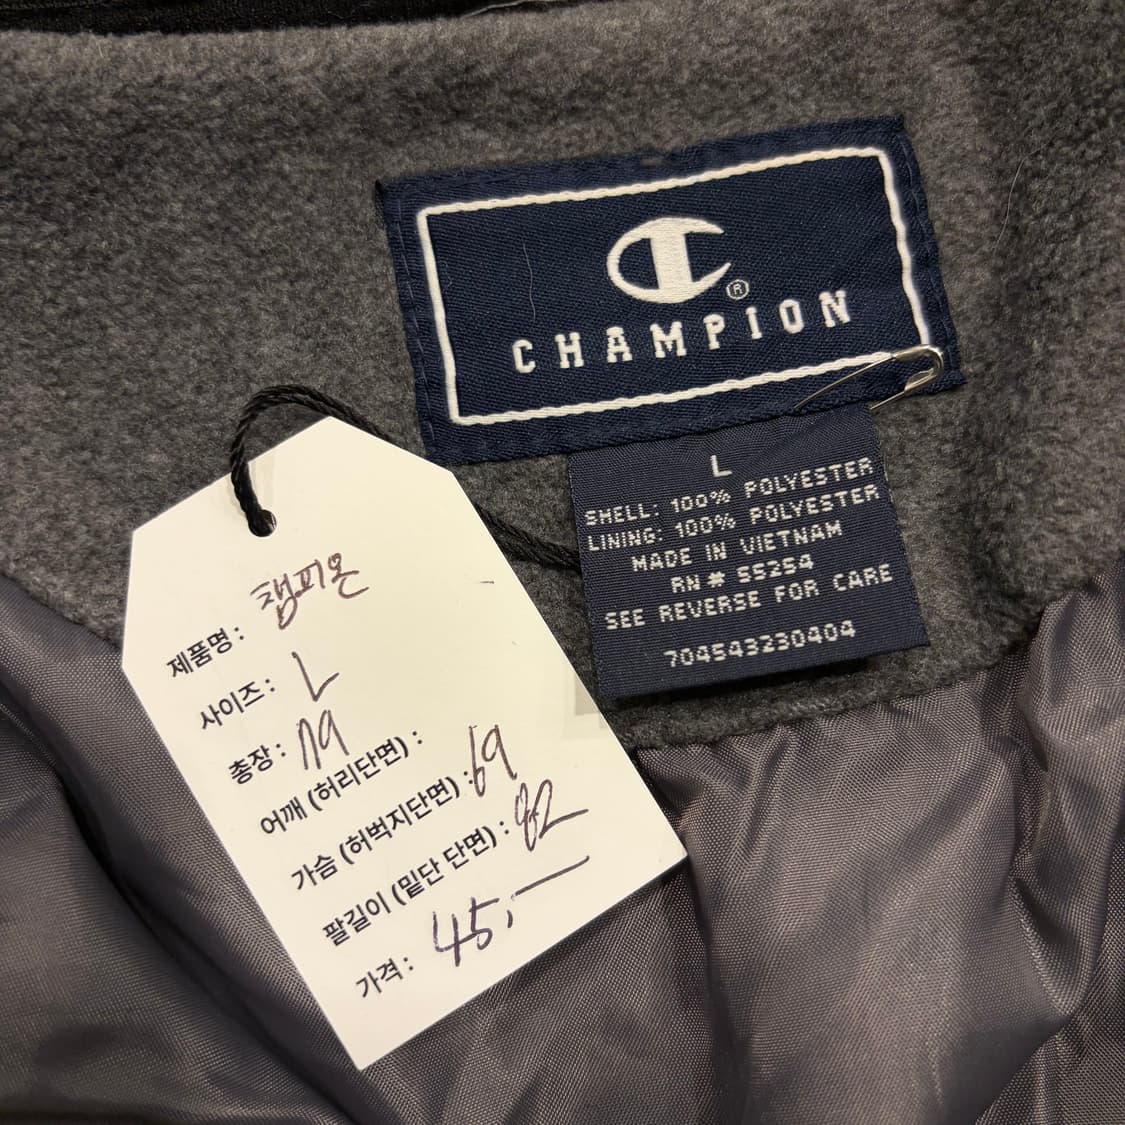 C ®
CHAMPION
L
SHELL: 100% POLYESTER
LINING: 100% POLYESTER
MADE IN VIETNAM
RN # 55254
SEE REVERSE FOR CARE
704543230404
제품명 : 챔피온
사이즈 : L
총장 : 79
어깨 (허리단면) :
가슴 (허벅지단면) : 69
팔길이 (밑단 단면) : 82
가격 : 45,—